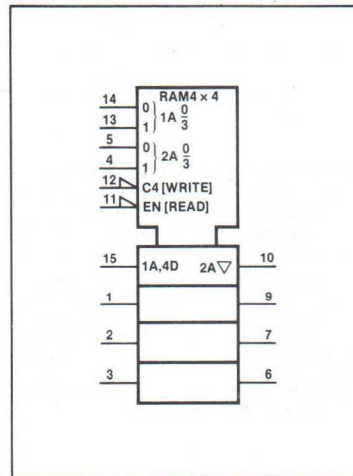 RAM4 × 4
14 0
13 1 } 1A 0/3
5 0
4 1 } 2A 0/3
12 C4 [WRITE]
11 EN [READ]
15 1A,4D 2A▽ 10
1 9
2 7
3 6